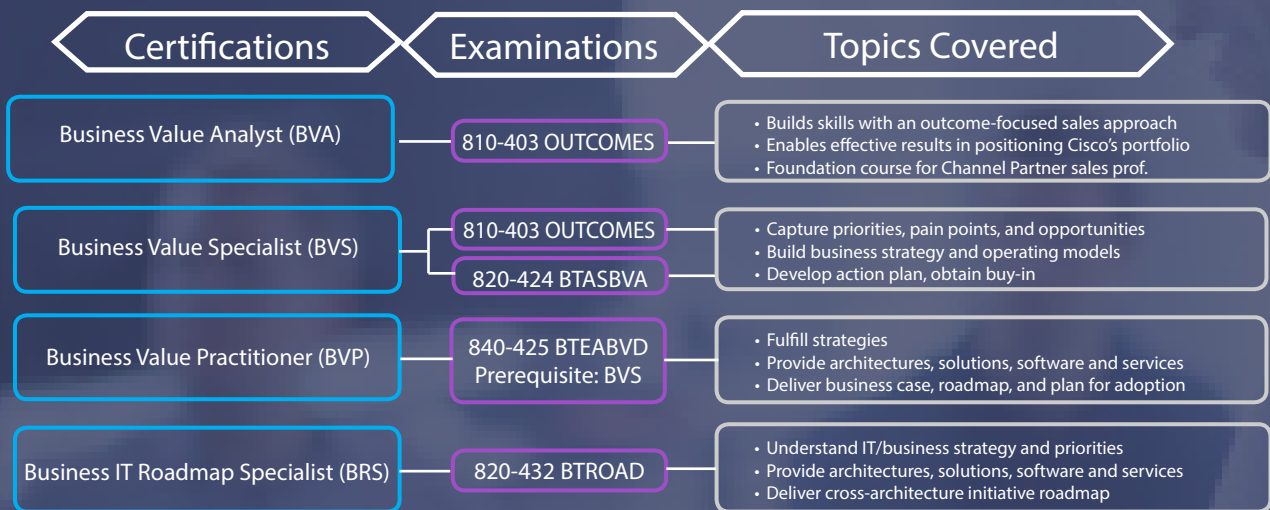 Certifications
Examinations
Topics Covered
Business Value Analyst (BVA)
810-403 OUTCOMES
• Builds skills with an outcome-focused sales approach
• Enables effective results in positioning Cisco's portfolio
• Foundation course for Channel Partner sales prof.
Business Value Specialist (BVS)
810-403 OUTCOMES
820-424 BTASBVA
• Capture priorities, pain points, and opportunities
• Build business strategy and operating models
• Develop action plan, obtain buy-in
Business Value Practitioner (BVP)
840-425 BTEABVD
Prerequisite: BVS
• Fulfill strategies
• Provide architectures, solutions, software and services
• Deliver business case, roadmap, and plan for adoption
Business IT Roadmap Specialist (BRS)
820-432 BTROAD
• Understand IT/business strategy and priorities
• Provide architectures, solutions, software and services
• Deliver cross-architecture initiative roadmap